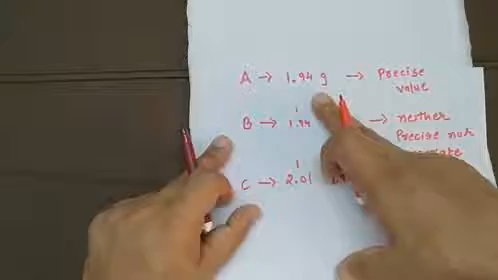 A → 1.94 g → Precise
value
B → 1.94 → neither
Precise nor
C → 2.01